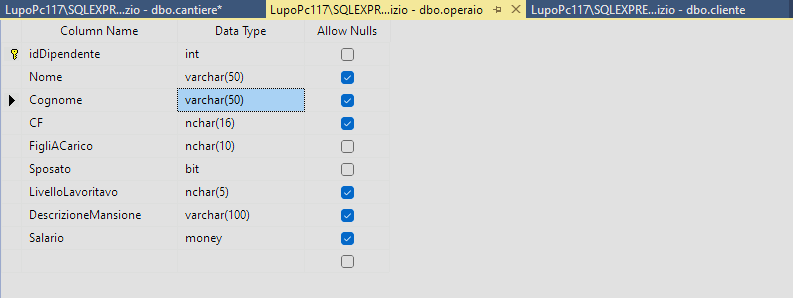 LupoPc117\SQLEXPR...zio - dbo.cantiere* LupoPc117\SQLEXPR...izio - dbo.operaio LupoPc117\SQLEXPRE...izio - dbo.cliente
Column Name Data Type Allow Nulls
idDipendente int
Nome varchar(50)
Cognome varchar(50)
CF nchar(16)
FigliACarico nchar(10)
Sposato bit
LivelloLavoritavo nchar(5)
DescrizioneMansione varchar(100)
Salario money